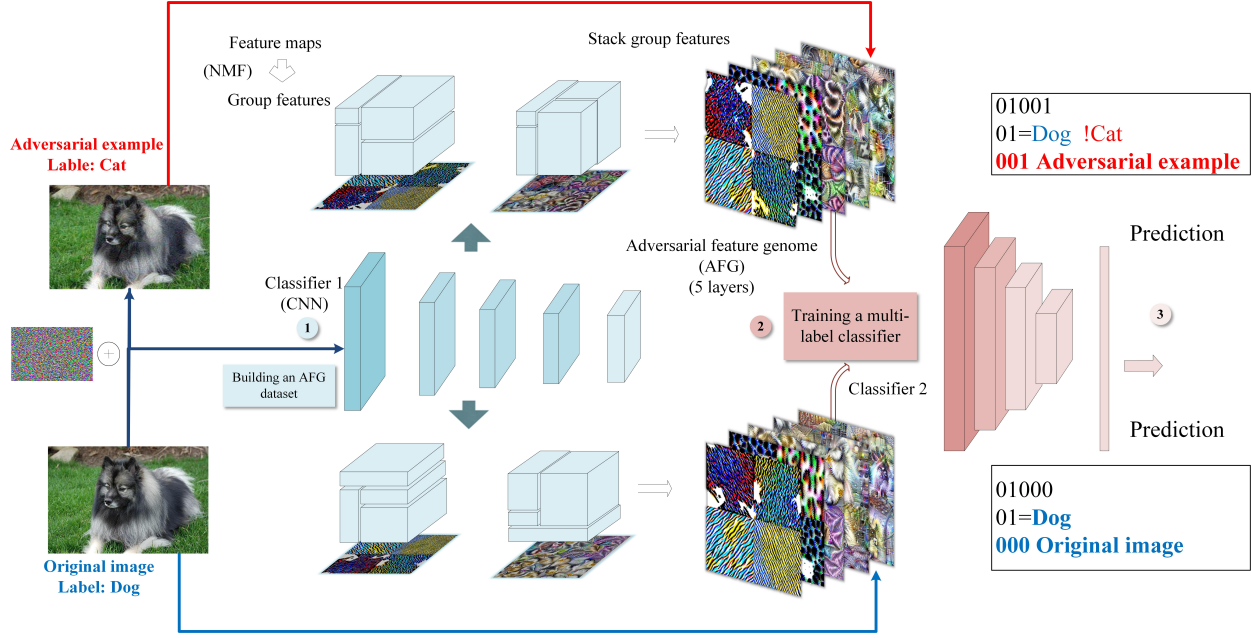 Feature maps
(NMF)
Group features
Stack group features
Adversarial example
Lable: Cat
01001
01=Dog !Cat
001 Adversarial example
Classifier 1
(CNN)
1
Building an AFG
dataset
Adversarial feature genome
(AFG)
(5 layers)
2
Training a multi-
label classifier
Classifier 2
Prediction
3
Prediction
Original image
Label: Dog
01000
01=Dog
000 Original image